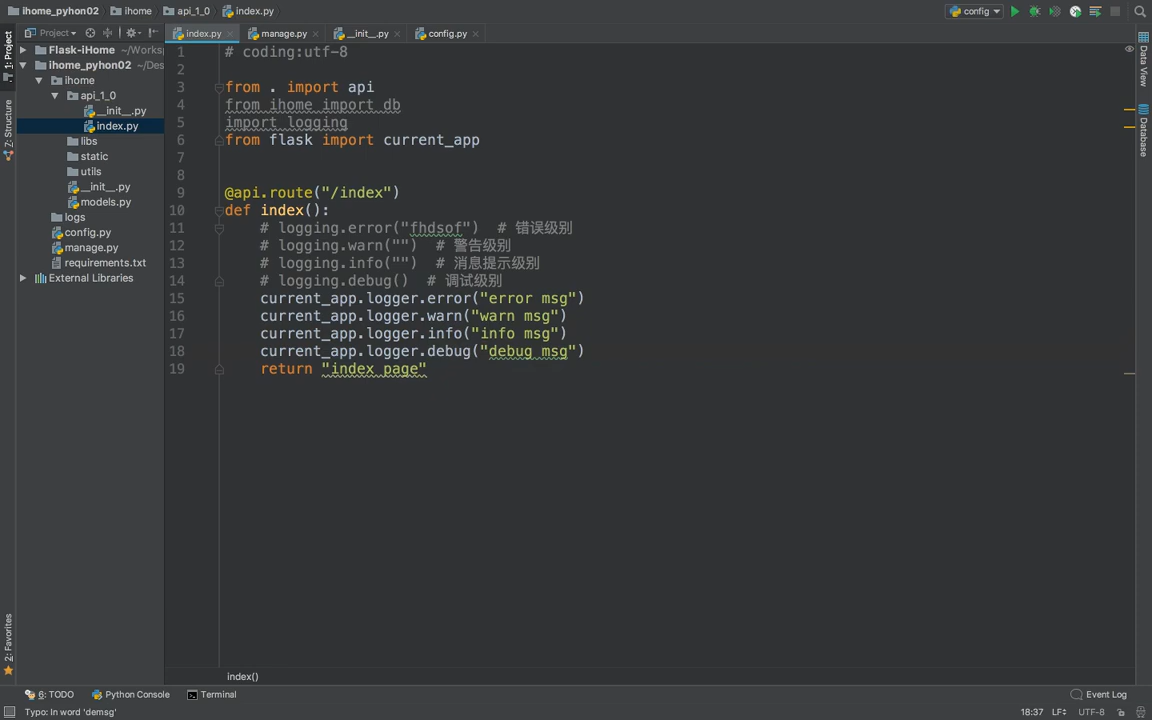 ihome_pyhon02 ihome api_1_0 index.py config
Project index.py manage.py __init__.py config.py
1: Project
Z: Structure
2: Favorites
Data View
Database
Flask-iHome ~/Works
ihome_pyhon02 ~/Des
ihome
api_1_0
__init__.py
index.py
libs
static
utils
__init__.py
models.py
logs
config.py
manage.py
requirements.txt
External Libraries
1 # coding:utf-8
2
3 from . import api
4 from ihome import db
5 import logging
6 from flask import current_app
7
8
9 @api.route("/index")
10 def index():
11 # logging.error("fhdsof") # 错误级别
12 # logging.warn("") # 警告级别
13 # logging.info("") # 消息提示级别
14 # logging.debug() # 调试级别
15 current_app.logger.error("error msg")
16 current_app.logger.warn("warn msg")
17 current_app.logger.info("info msg")
18 current_app.logger.debug("debug msg")
19 return "index page"
index()
6: TODO Python Console Terminal Event Log
Typo: In word 'demsg' 18:37 LF UTF-8